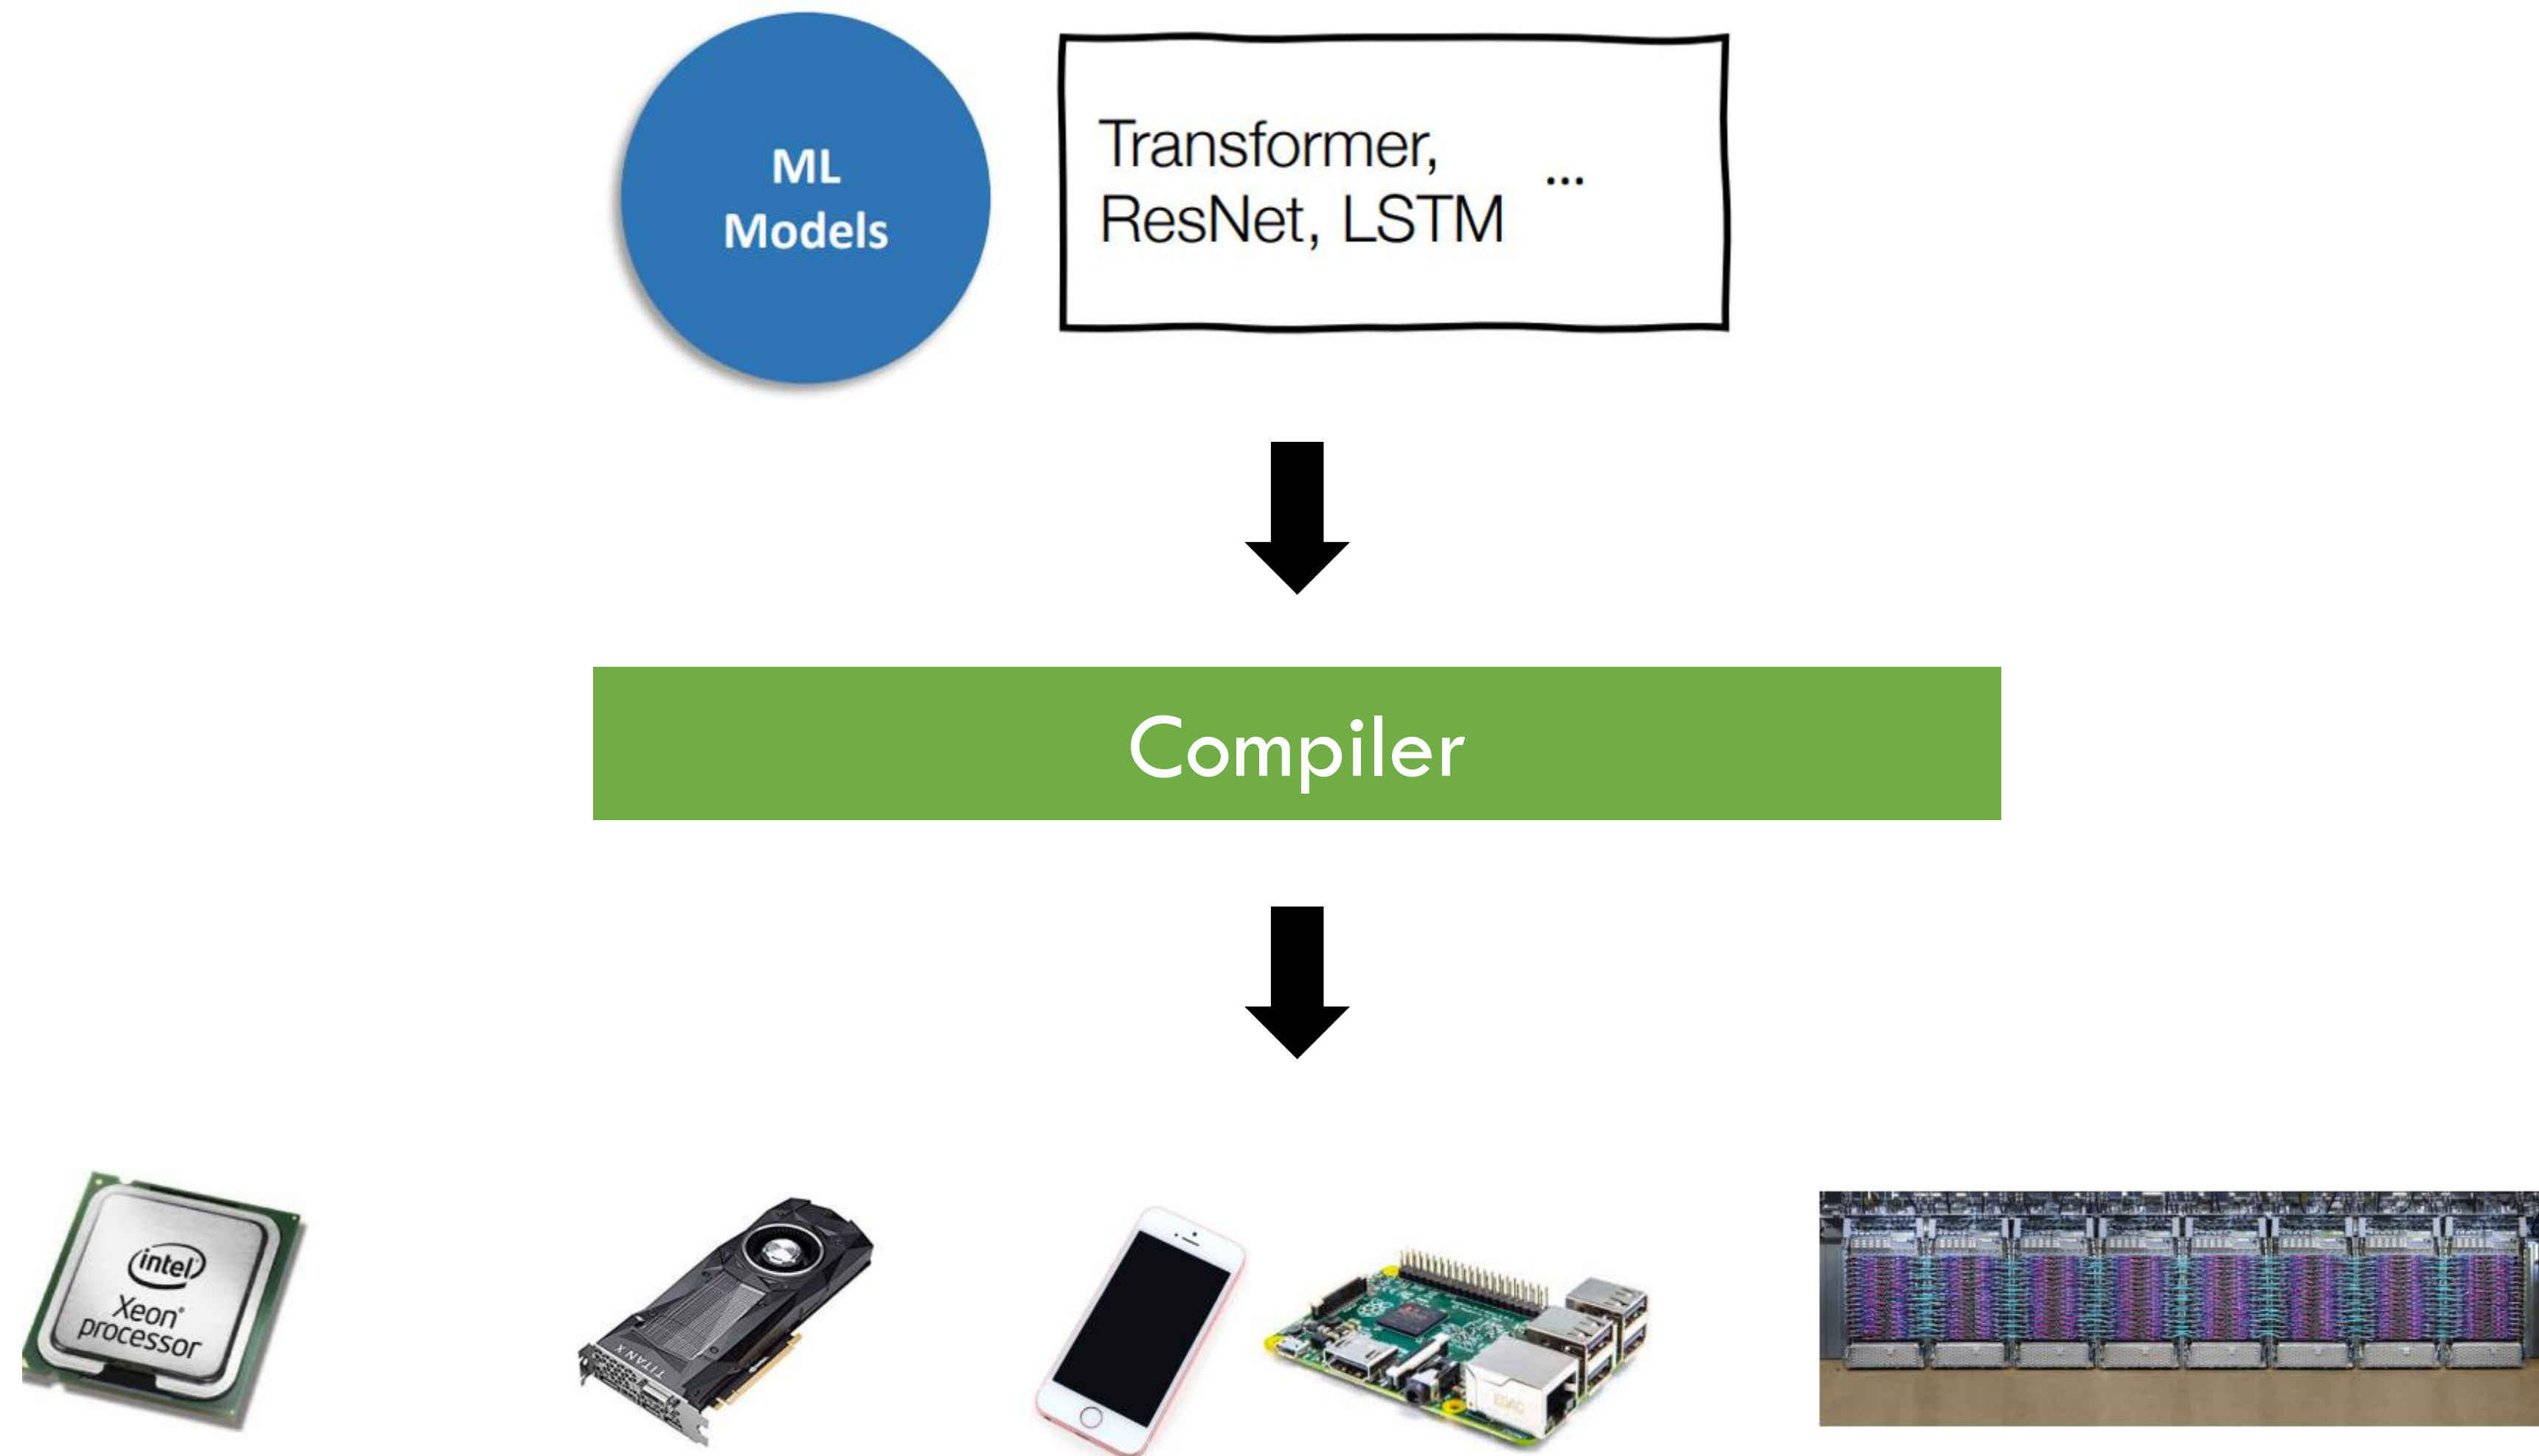 ML
Models
Transformer,
ResNet, LSTM
...
Compiler
intel
Xeon®
processor
TITAN X